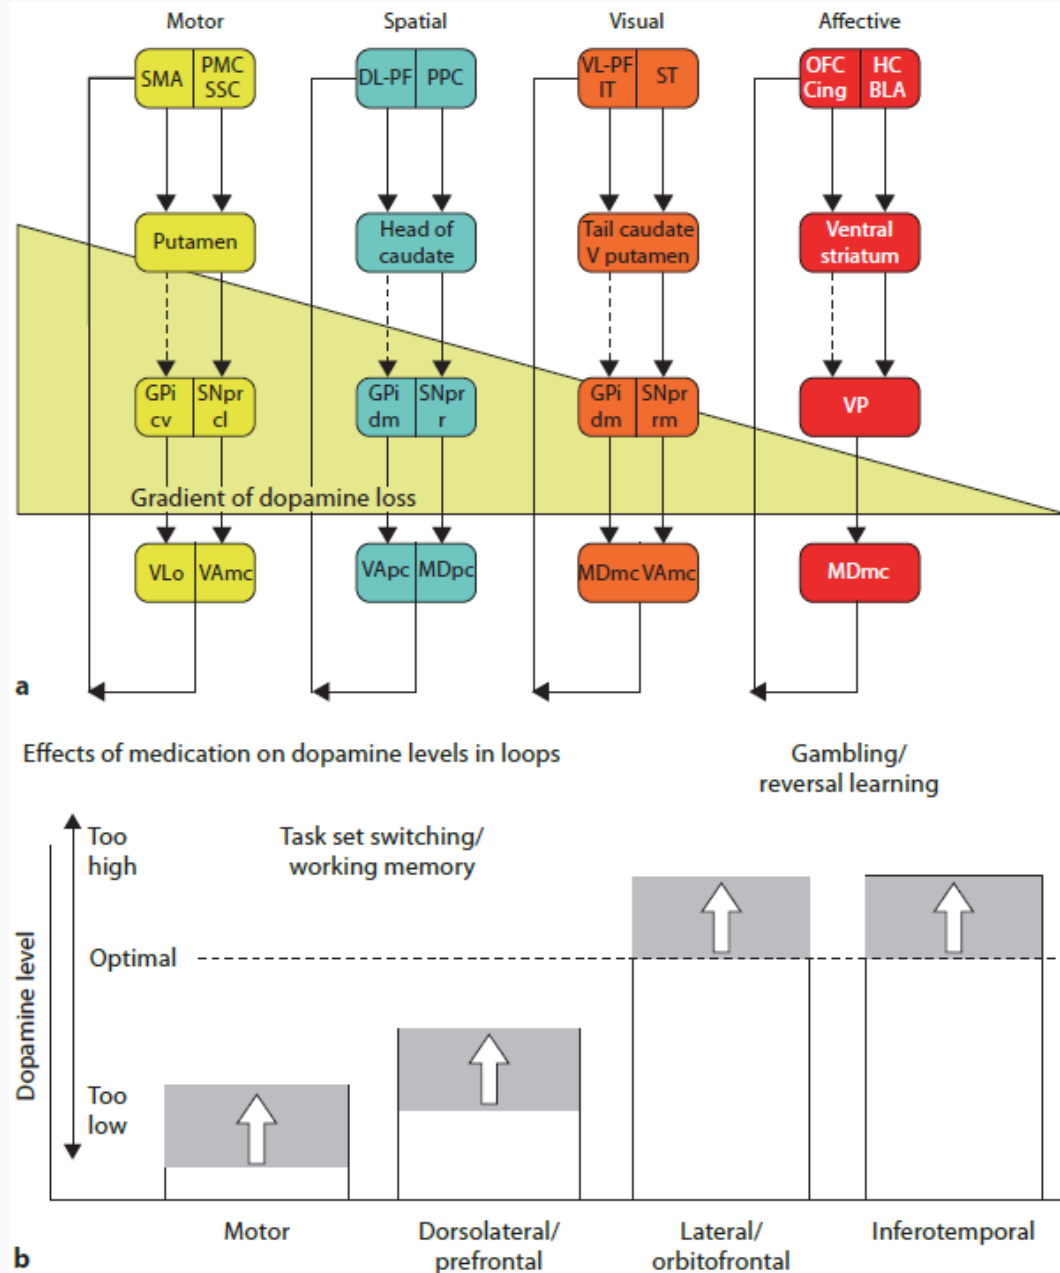 Motor
Spatial
Visual
Affective
SMA
PMC
SSC
DL-PF
PPC
VL-PF
IT
ST
OFC
Cing
HC
BLA
Putamen
Head of
caudate
Tail caudate
V putamen
Ventral
striatum
GPi
cv
SNpr
cl
GPi
dm
SNpr
r
GPi
dm
SNpr
rm
VP
Gradient of dopamine loss
VLo
VAmc
VApc
MDpc
MDmc
VAmc
MDmc
a
Effects of medication on dopamine levels in loops
Gambling/
reversal learning
Task set switching/
working memory
Dopamine level
Too
high
Optimal
Too
low
Motor
Dorsolateral/
prefrontal
Lateral/
orbitofrontal
Inferotemporal
b